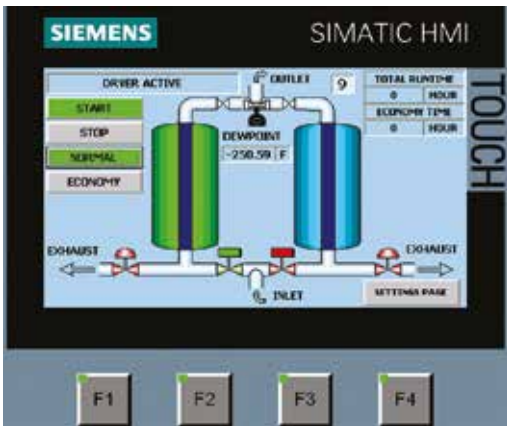 SIEMENS
SIMATIC HMI
TOUCH
DRYER ACTIVE
OUTLET
9
TOTAL RUNTIME
0 HOUR
ECONOMY TIME
0 HOUR
START
STOP
NORMAL
ECONOMY
DEWPOINT
-250.59 F
EXHAUST
EXHAUST
INLET
SETTINGS PAGE
F1
F2
F3
F4